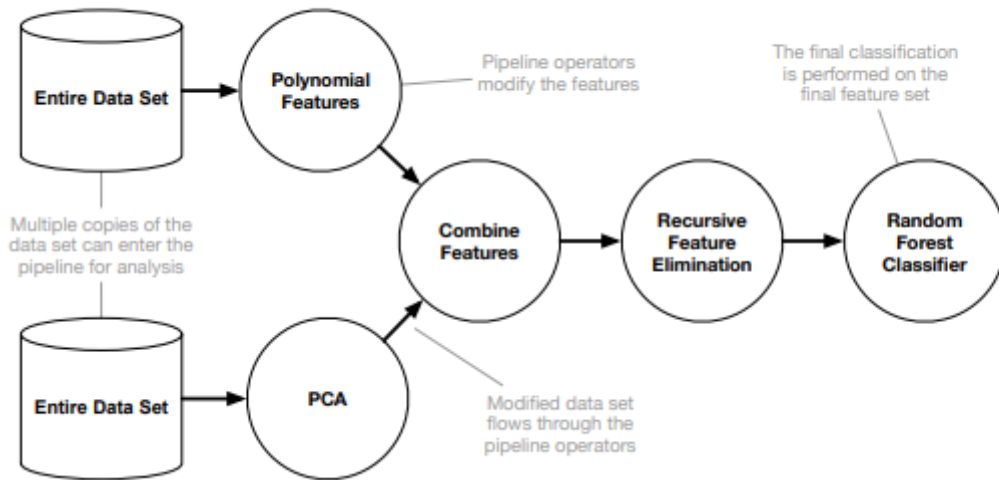 Entire Data Set
Polynomial
Features
Pipeline operators
modify the features
The final classification
is performed on the
final feature set
Multiple copies of the
data set can enter the
pipeline for analysis
Combine
Features
Recursive
Feature
Elimination
Random
Forest
Classifier
Entire Data Set
PCA
Modified data set
flows through the
pipeline operators